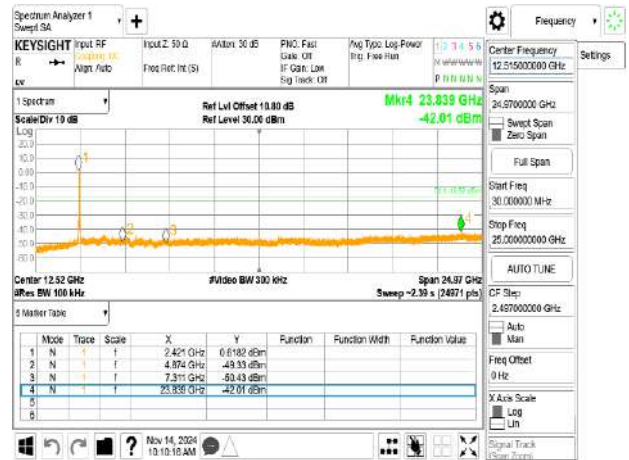 Spectrum Analyzer 1
Swept SA
Frequency
KEYSIGHT
R
Input: RF
Coupling: DC
Align: Auto
Input Z: 50 Ω
Freq Ref: Int (S)
#Atten: 30 dB
PNO: Fast
Gate: Off
IF Gain: Low
Sig Track: Off
Avg Type: Log-Power
Trig: Free Run
1 2 3 4 5 6
P N N N N N
1 Spectrum
Scale/Div 10 dB
Log
Ref Lvl Offset 10.80 dB
Ref Level 30.00 dBm
Mkr4 23.839 GHz
-42.01 dBm
20.0
10.0
0.00
-10.0
-20.0
-30.0
-40.0
-50.0
-60.0
1
2
3
4
Center 12.52 GHz
#Res BW 100 kHz
#Video BW 300 kHz
Span 24.97 GHz
Sweep ~2.39 s (24971 pts)
5 Marker Table
Mode Trace Scale X Y Function Function Width Function Value
1 N 1 f 2.421 GHz 0.6182 dBm
2 N 1 f 4.874 GHz -49.33 dBm
3 N 1 f 7.311 GHz -50.43 dBm
4 N 1 f 23.839 GHz -42.01 dBm
5
6
Nov 14, 2024
10:10:16 AM
Center Frequency
12.515000000 GHz
Settings
Span
24.9700000 GHz
Swept Span
Zero Span
Full Span
Start Freq
30.000000 MHz
Stop Freq
25.000000000 GHz
AUTO TUNE
CF Step
2.497000000 GHz
Auto
Man
Freq Offset
0 Hz
X Axis Scale
Log
Lin
Signal Track
(Span Zoom)